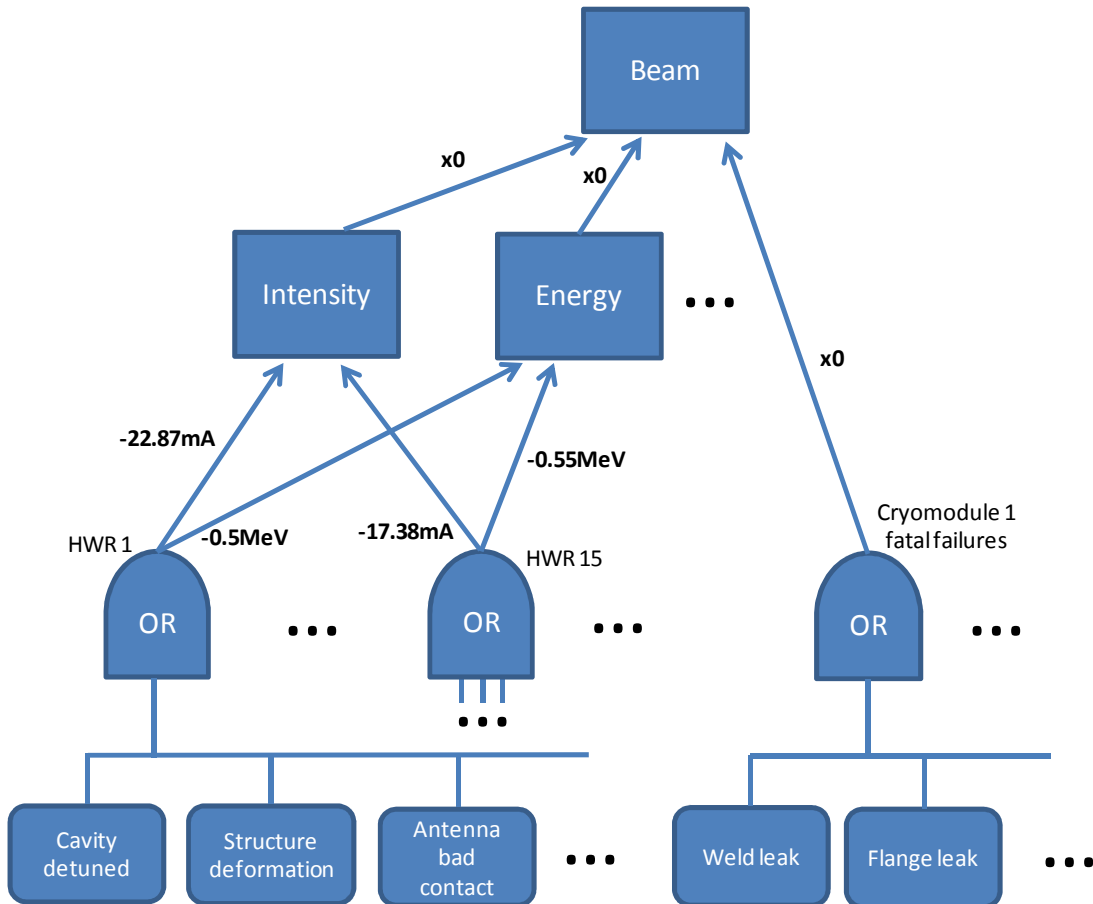 Beam
x0
x0
Intensity
Energy
...
x0
-22.87mA
-0.55MeV
HWR 1
-0.5MeV
-17.38mA
HWR 15
Cryomodule 1
fatal failures
OR
...
OR
...
OR
...
...
Cavity
detuned
Structure
deformation
Antenna
bad
contact
...
Weld leak
Flange leak
...